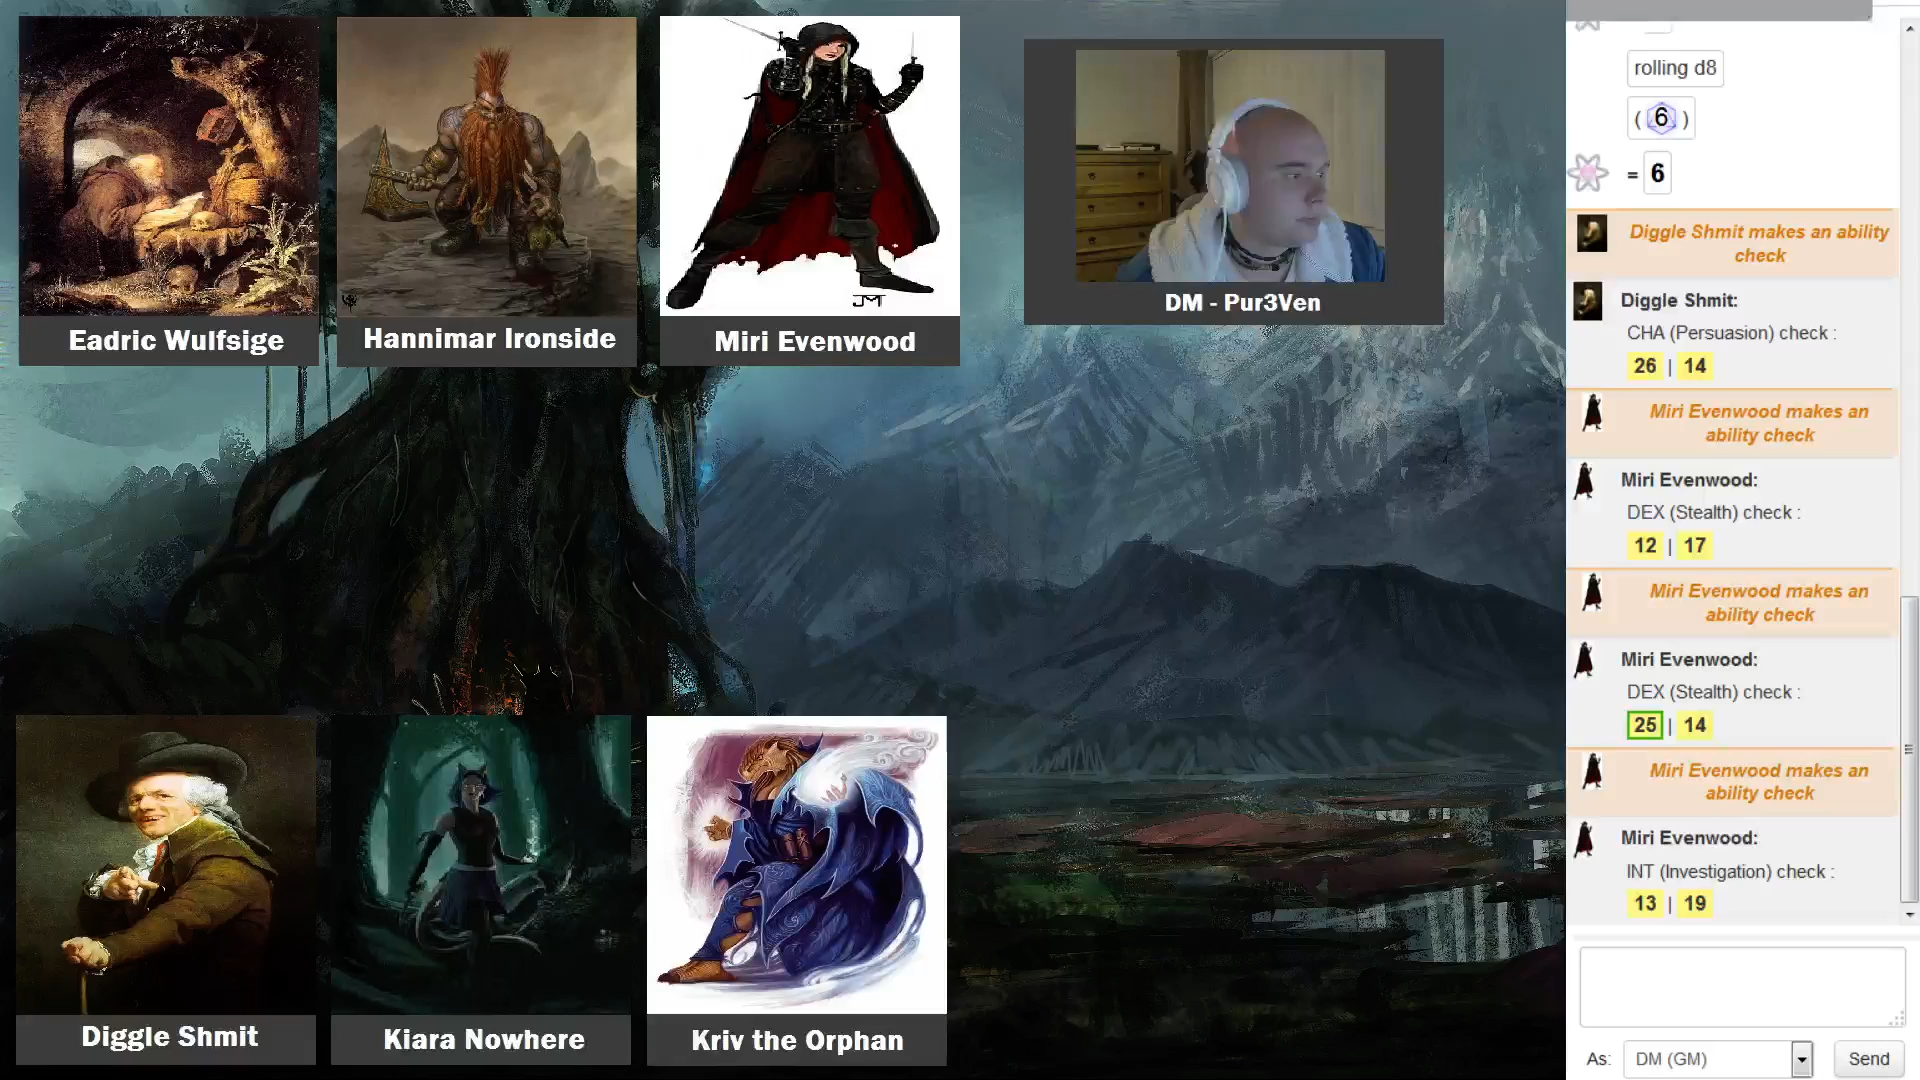 Eadric Wulfsige
Hannimar Ironside
JMT
Miri Evenwood
DM - Pur3Ven
Diggle Shmit
Kiara Nowhere
Kriv the Orphan
rolling d8
( 6 )
= 6
Diggle Shmit makes an ability
check
Diggle Shmit:
CHA (Persuasion) check :
26 | 14
Miri Evenwood makes an
ability check
Miri Evenwood:
DEX (Stealth) check :
12 | 17
Miri Evenwood makes an
ability check
Miri Evenwood:
DEX (Stealth) check :
25 | 14
Miri Evenwood makes an
ability check
Miri Evenwood:
INT (Investigation) check :
13 | 19
As: DM (GM) Send